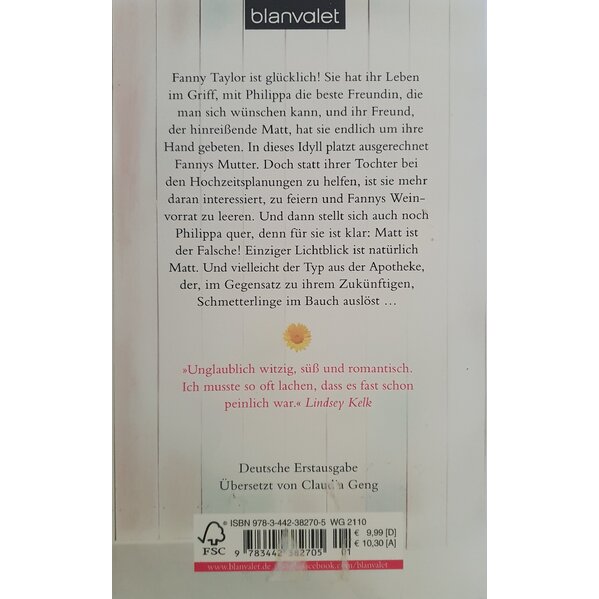 blanvalet
Fanny Taylor ist glücklich! Sie hat ihr Leben
im Griff, mit Philippa die beste Freundin, die
man sich wünschen kann, und ihr Freund,
der hinreißende Matt, hat sie endlich um ihre
Hand gebeten. In dieses Idyll platzt ausgerechnet
Fannys Mutter. Doch statt ihrer Tochter bei
den Hochzeitsplanungen zu helfen, ist sie mehr
daran interessiert, zu feiern und Fannys Wein-
vorrat zu leeren. Und dann stellt sich auch noch
Philippa quer, denn für sie ist klar: Matt ist
der Falsche! Einziger Lichtblick ist natürlich
Matt. Und vielleicht der Typ aus der Apotheke,
der, im Gegensatz zu ihrem Zukünftigen,
Schmetterlinge im Bauch auslöst …
»Unglaublich witzig, süß und romantisch.
Ich musste so oft lachen, dass es fast schon
peinlich war.« Lindsey Kelk
Deutsche Erstausgabe
Übersetzt von Claudia Geng
ISBN 978-3-442-38270-5 WG 2110
€ 9,99 [D]
€ 10,30 [A]
FSC
9 783442 382705 01
www.blanvalet.de
facebook.com/blanvalet